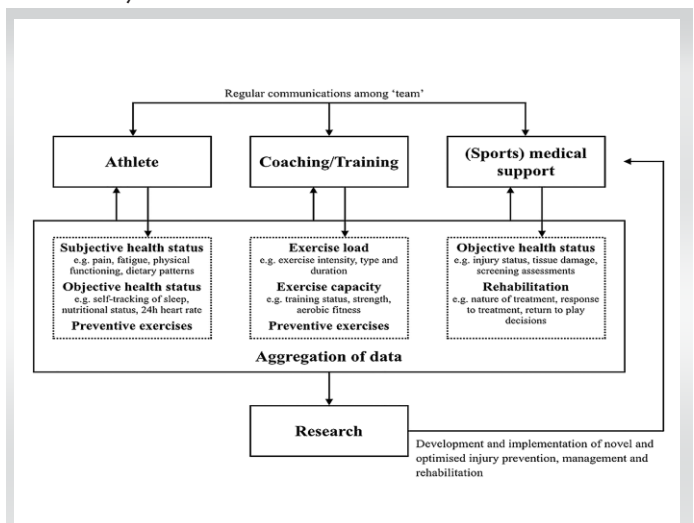 Regular communications among ‘team’
Athlete
Coaching/Training
(Sports) medical
support
Subjective health status
e.g. pain, fatigue, physical
functioning, dietary patterns
Objective health status
e.g. self-tracking of sleep,
nutritional status, 24h heart rate
Preventive exercises
Exercise load
e.g. exercise intensity, type and
duration
Exercise capacity
e.g. training status, strength,
aerobic fitness
Preventive exercises
Objective health status
e.g. injury status, tissue damage,
screening assessments
Rehabilitation
e.g. nature of treatment, response
to treatment, return to play
decisions
Aggregation of data
Research
Development and implementation of novel and
optimised injury prevention, management and
rehabilitation